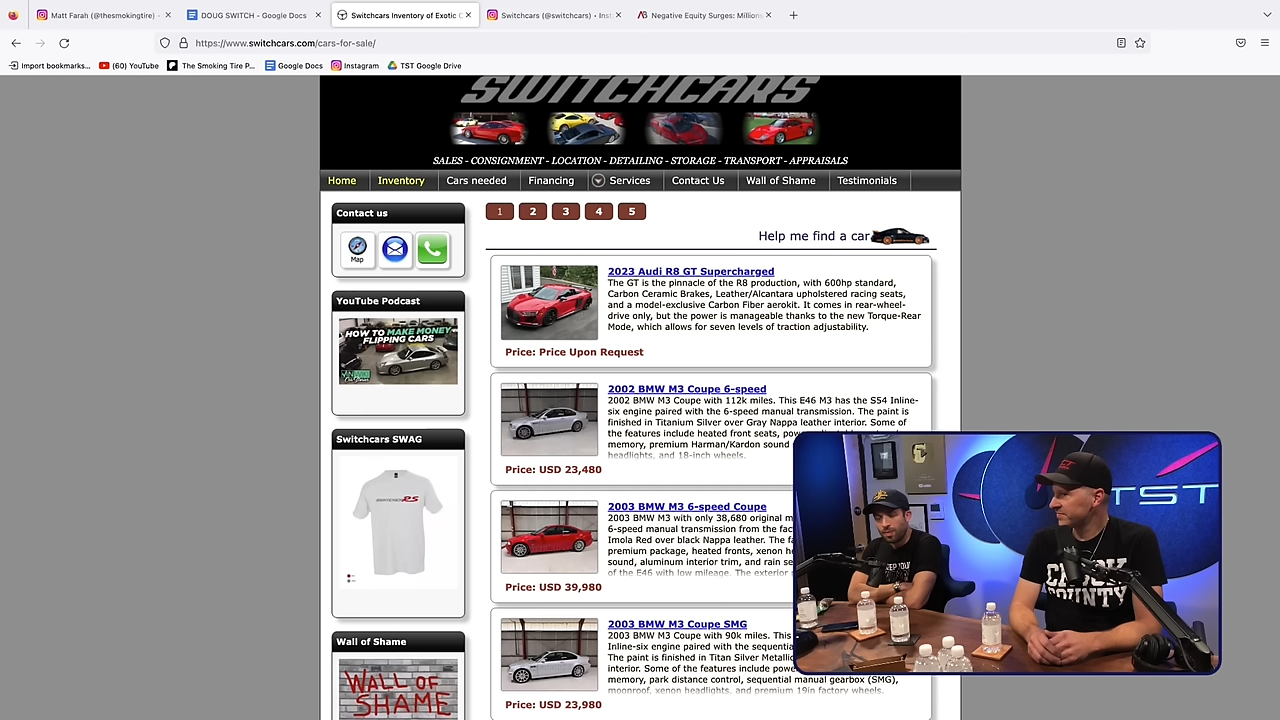 Matt Farah (@thesmokingtire) •
DOUG SWITCH - Google Docs
Switchcars Inventory of Exotic C
Switchcars (@switchcars) • Inst
Negative Equity Surges: Million
https://www.switchcars.com/cars-for-sale/
Import bookmarks...
(60) YouTube
The Smoking Tire P...
Google Docs
Instagram
TST Google Drive
SWITCHCARS
SALES - CONSIGNMENT - LOCATION - DETAILING - STORAGE - TRANSPORT - APPRAISALS
Home
Inventory
Cars needed
Financing
Services
Contact Us
Wall of Shame
Testimonials
Contact us
Map
YouTube Podcast
HOW TO MAKE MONEY
FLIPPING CARS
Switchcars SWAG
Wall of Shame
WALL OF
SHAME
1 2 3 4 5
Help me find a car
2023 Audi R8 GT Supercharged
The GT is the pinnacle of the R8 production, with 600hp standard,
Carbon Ceramic Brakes, Leather/Alcantara upholstered racing seats,
and a model-exclusive Carbon Fiber aerokit. It comes in rear-wheel-
drive only, but the power is manageable thanks to the new Torque-Rear
Mode, which allows for seven levels of traction adjustability.
Price: Price Upon Request
2002 BMW M3 Coupe 6-speed
2002 BMW M3 Coupe with 112k miles. This E46 M3 has the S54 Inline-
six engine paired with the 6-speed manual transmission. The paint is
finished in Titanium Silver over Gray Nappa leather interior. Some of
the features include heated front seats, pow
memory, premium Harman/Kardon sound
headlights, and 18-inch wheels.
Price: USD 23,480
2003 BMW M3 6-speed Coupe
2003 BMW M3 with only 38,680 original m
6-speed manual transmission from the fac
Imola Red over black Nappa leather. The fa
premium package, heated fronts, xenon he
sound, aluminum interior trim, and rain se
of the E46 with low mileage. The exterior
Price: USD 39,980
2003 BMW M3 Coupe SMG
2003 BMW M3 Coupe with 90k miles. This
Inline-six engine paired with the sequentia
The paint is finished in Titan Silver Metallic
interior. Some of the features include powe
memory, park distance control, sequential manual gearbox (SMG),
moonroof, xenon headlights, and premium 19in factory wheels.
Price: USD 23,980
TST
COUNTY